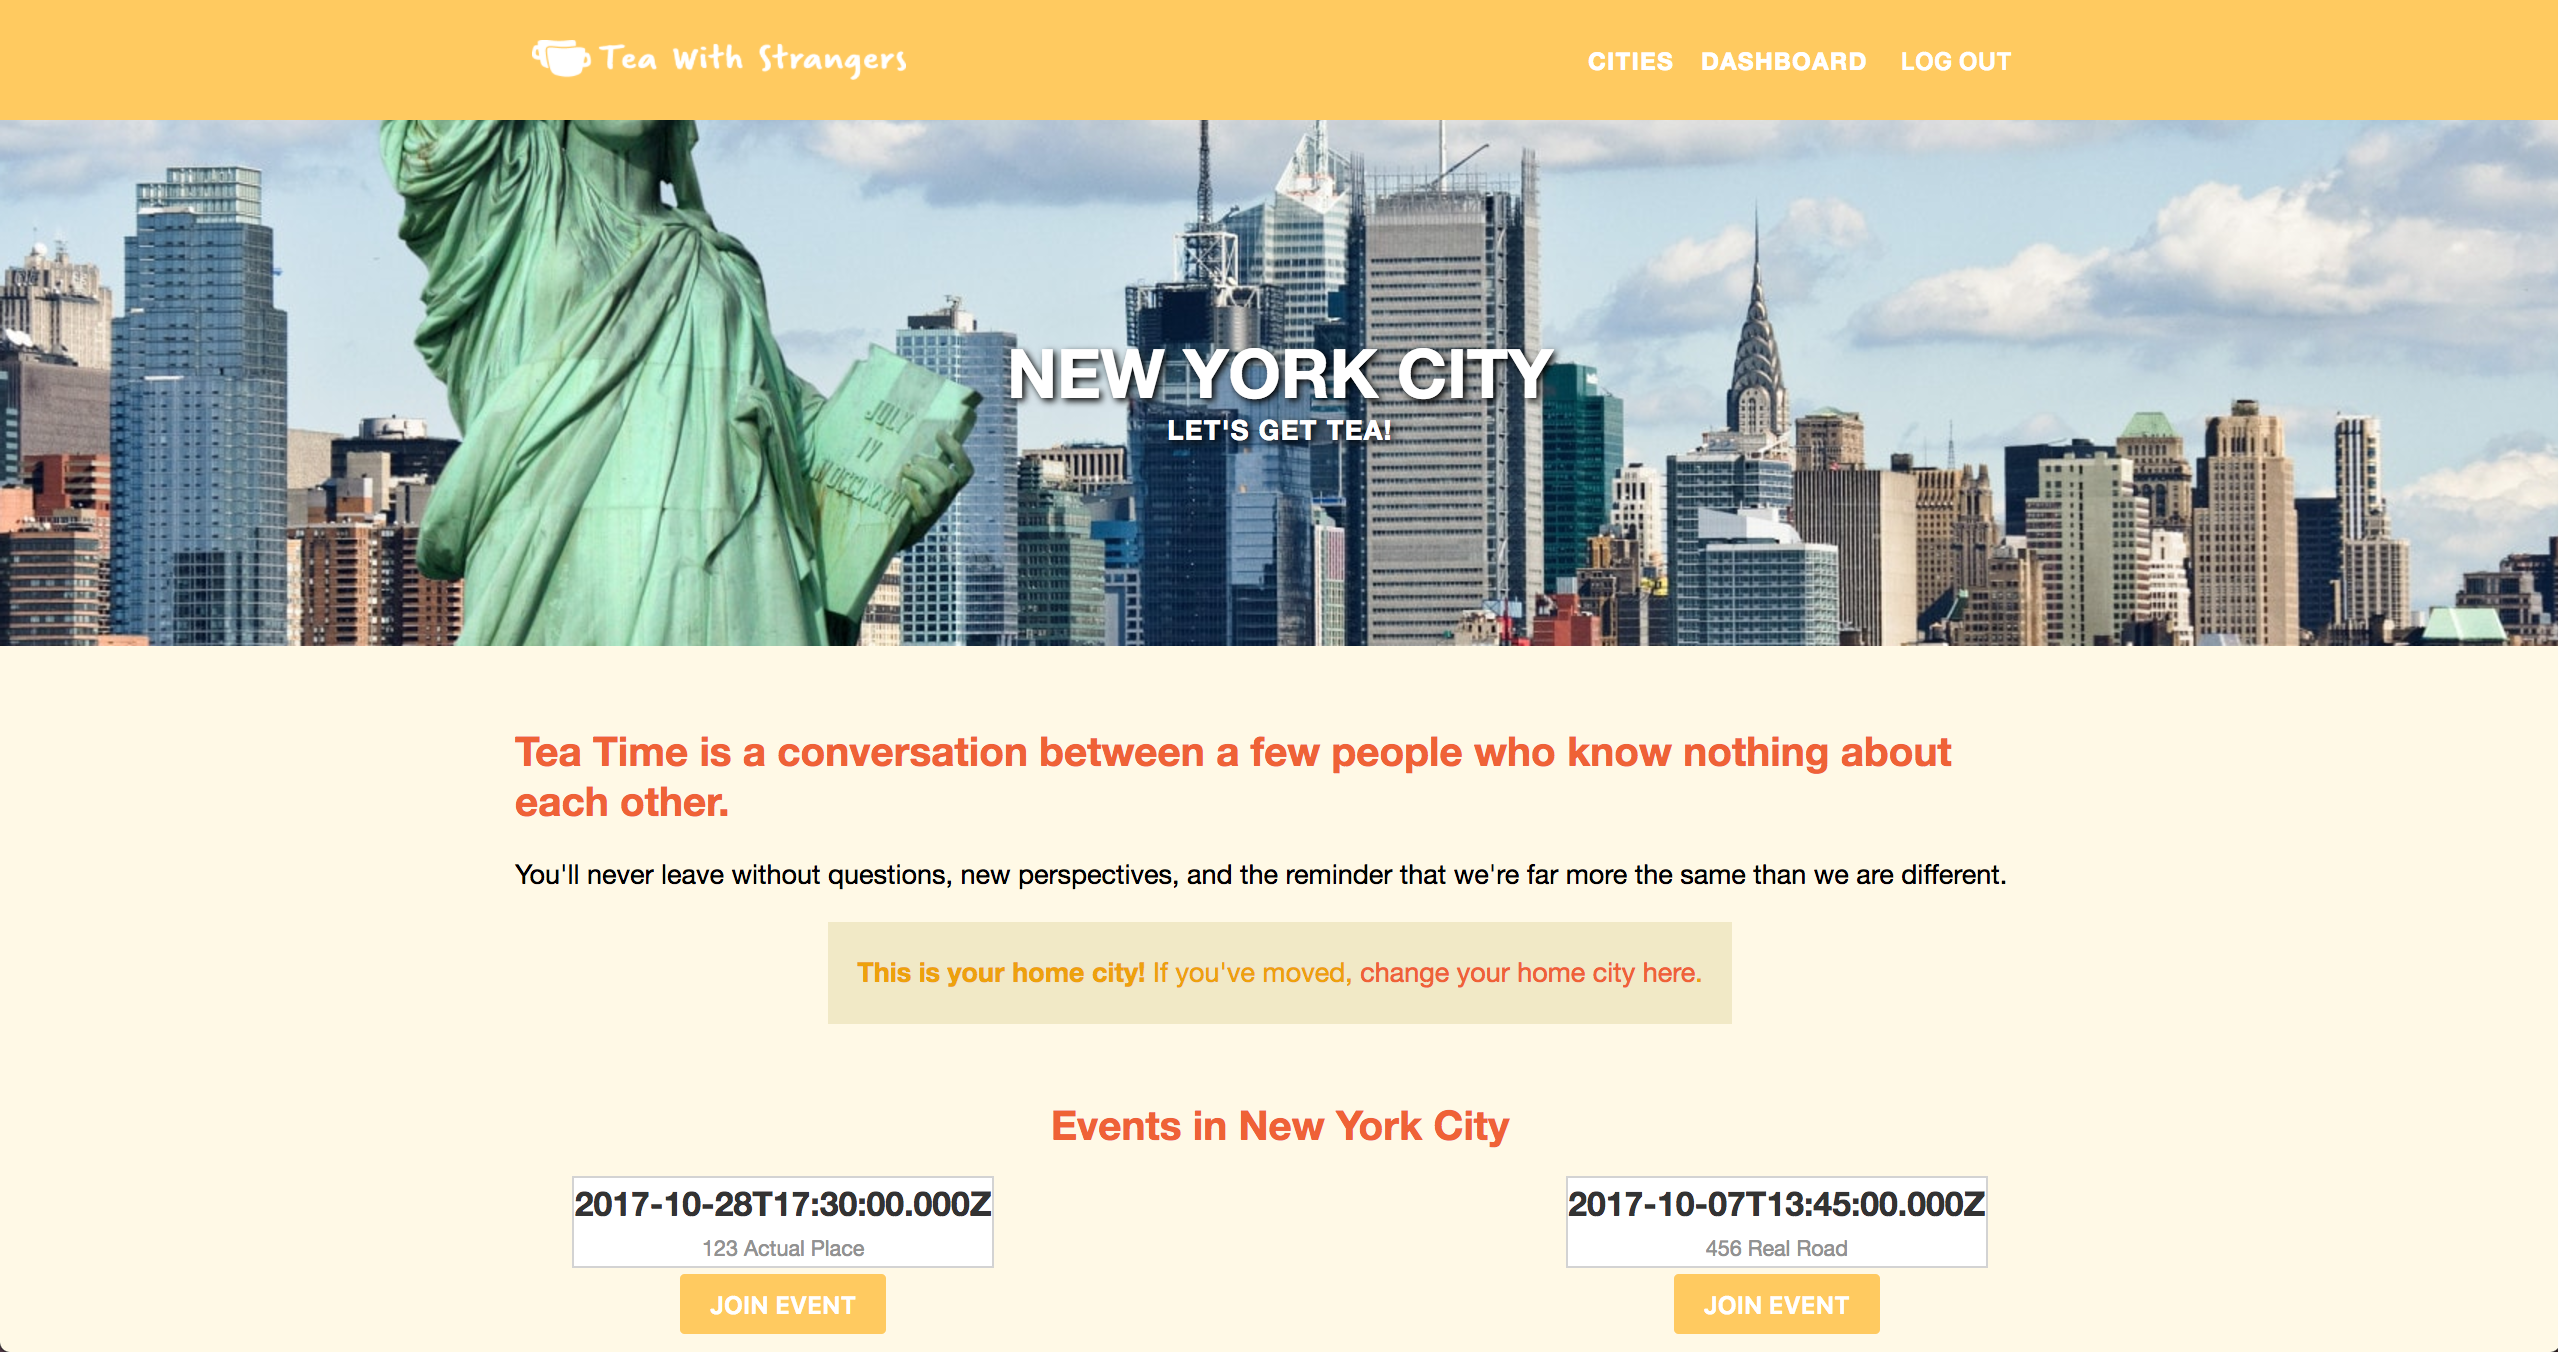 Tea With Strangers
CITIES DASHBOARD LOG OUT
JULY
IV
MDCCLXXVI
NEW YORK CITY
LET'S GET TEA!
Tea Time is a conversation between a few people who know nothing about
each other.
You'll never leave without questions, new perspectives, and the reminder that we're far more the same than we are different.
This is your home city! If you've moved, change your home city here.
Events in New York City
2017-10-28T17:30:00.000Z
123 Actual Place
JOIN EVENT
2017-10-07T13:45:00.000Z
456 Real Road
JOIN EVENT